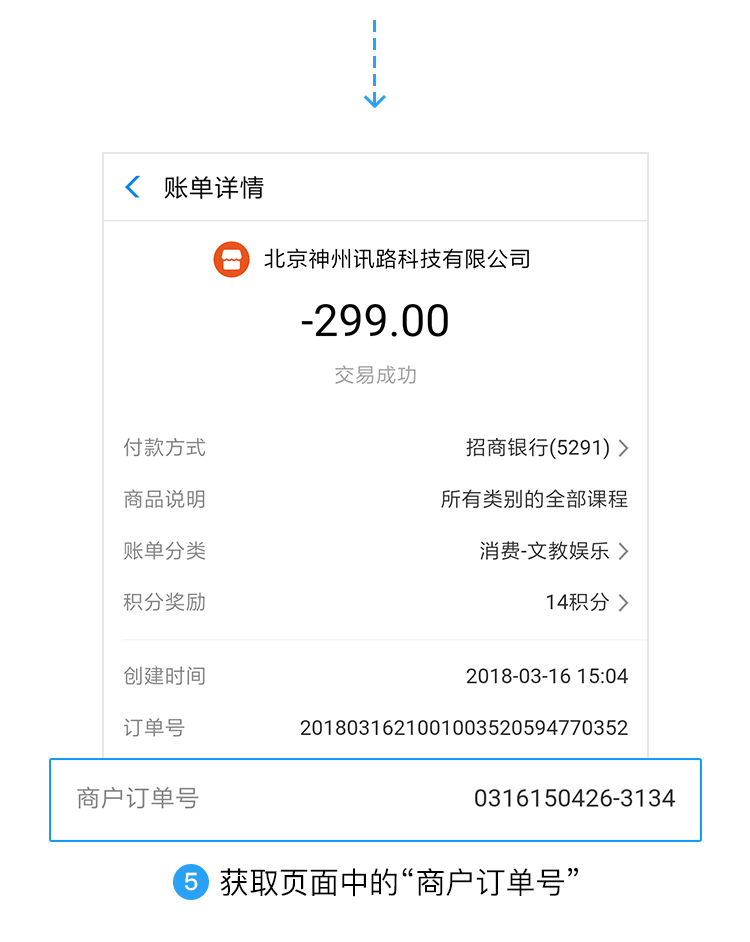 账单详情
北京神州讯路科技有限公司
-299.00
交易成功
付款方式 招商银行(5291)
商品说明 所有类别的全部课程
账单分类 消费-文教娱乐
积分奖励 14积分
创建时间 2018-03-16 15:04
订单号 2018031621001003520594770352
商户订单号 0316150426-3134
5 获取页面中的“商户订单号”